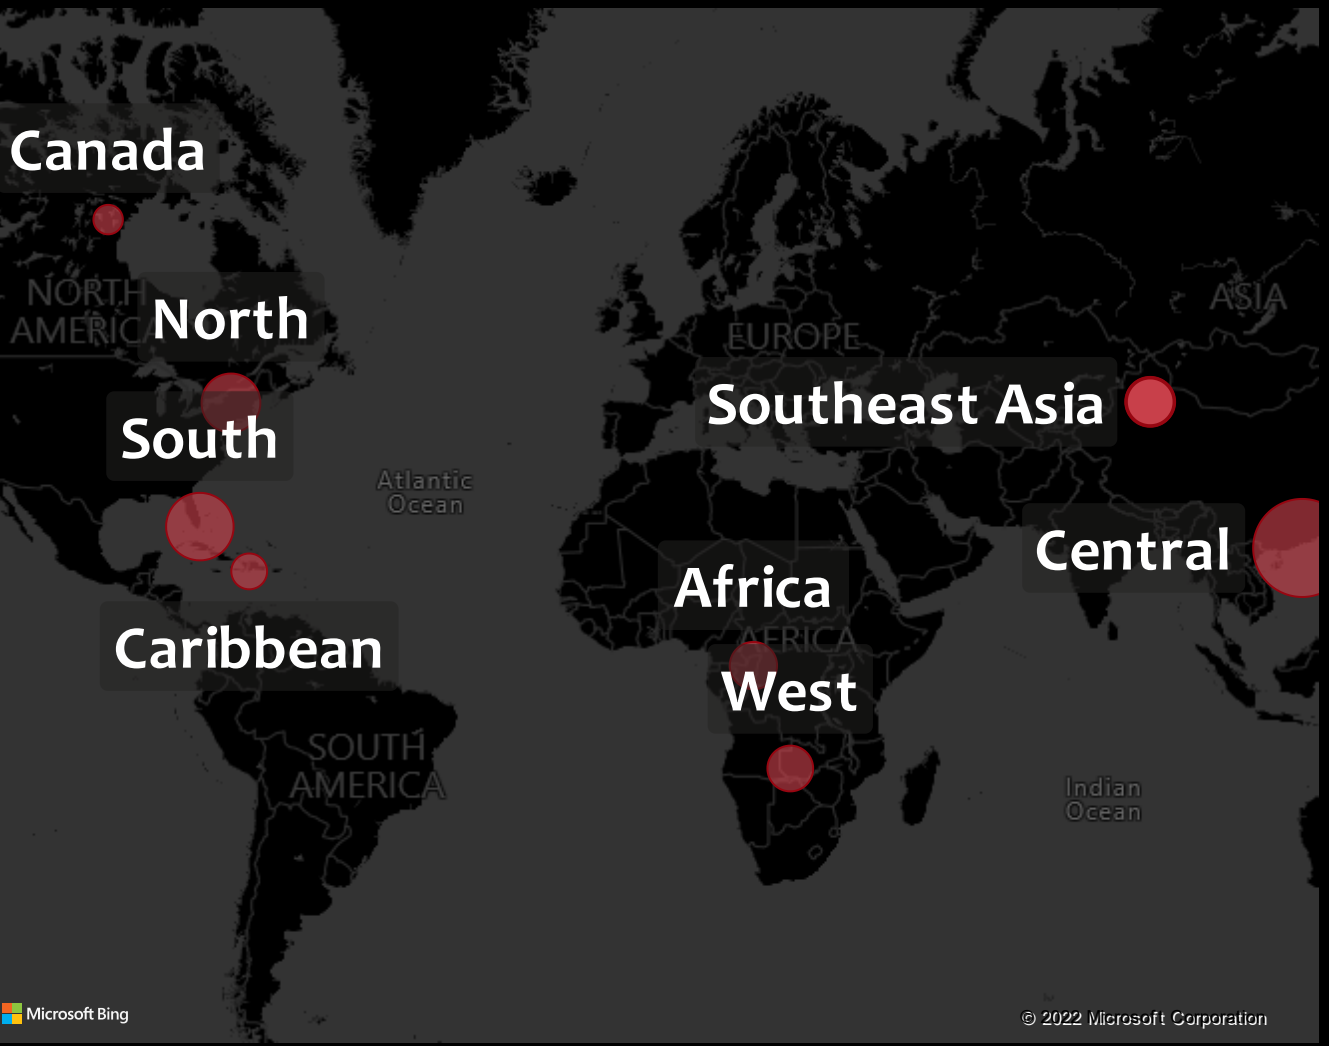 Canada
NORTH
AMERICA
North
ASIA
EUROPE
Southeast Asia
South
Atlantic
Ocean
Central
Africa
AFRICA
Caribbean
West
SOUTH
AMERICA
Indian
Ocean
Microsoft Bing
© 2022 Microsoft Corporation